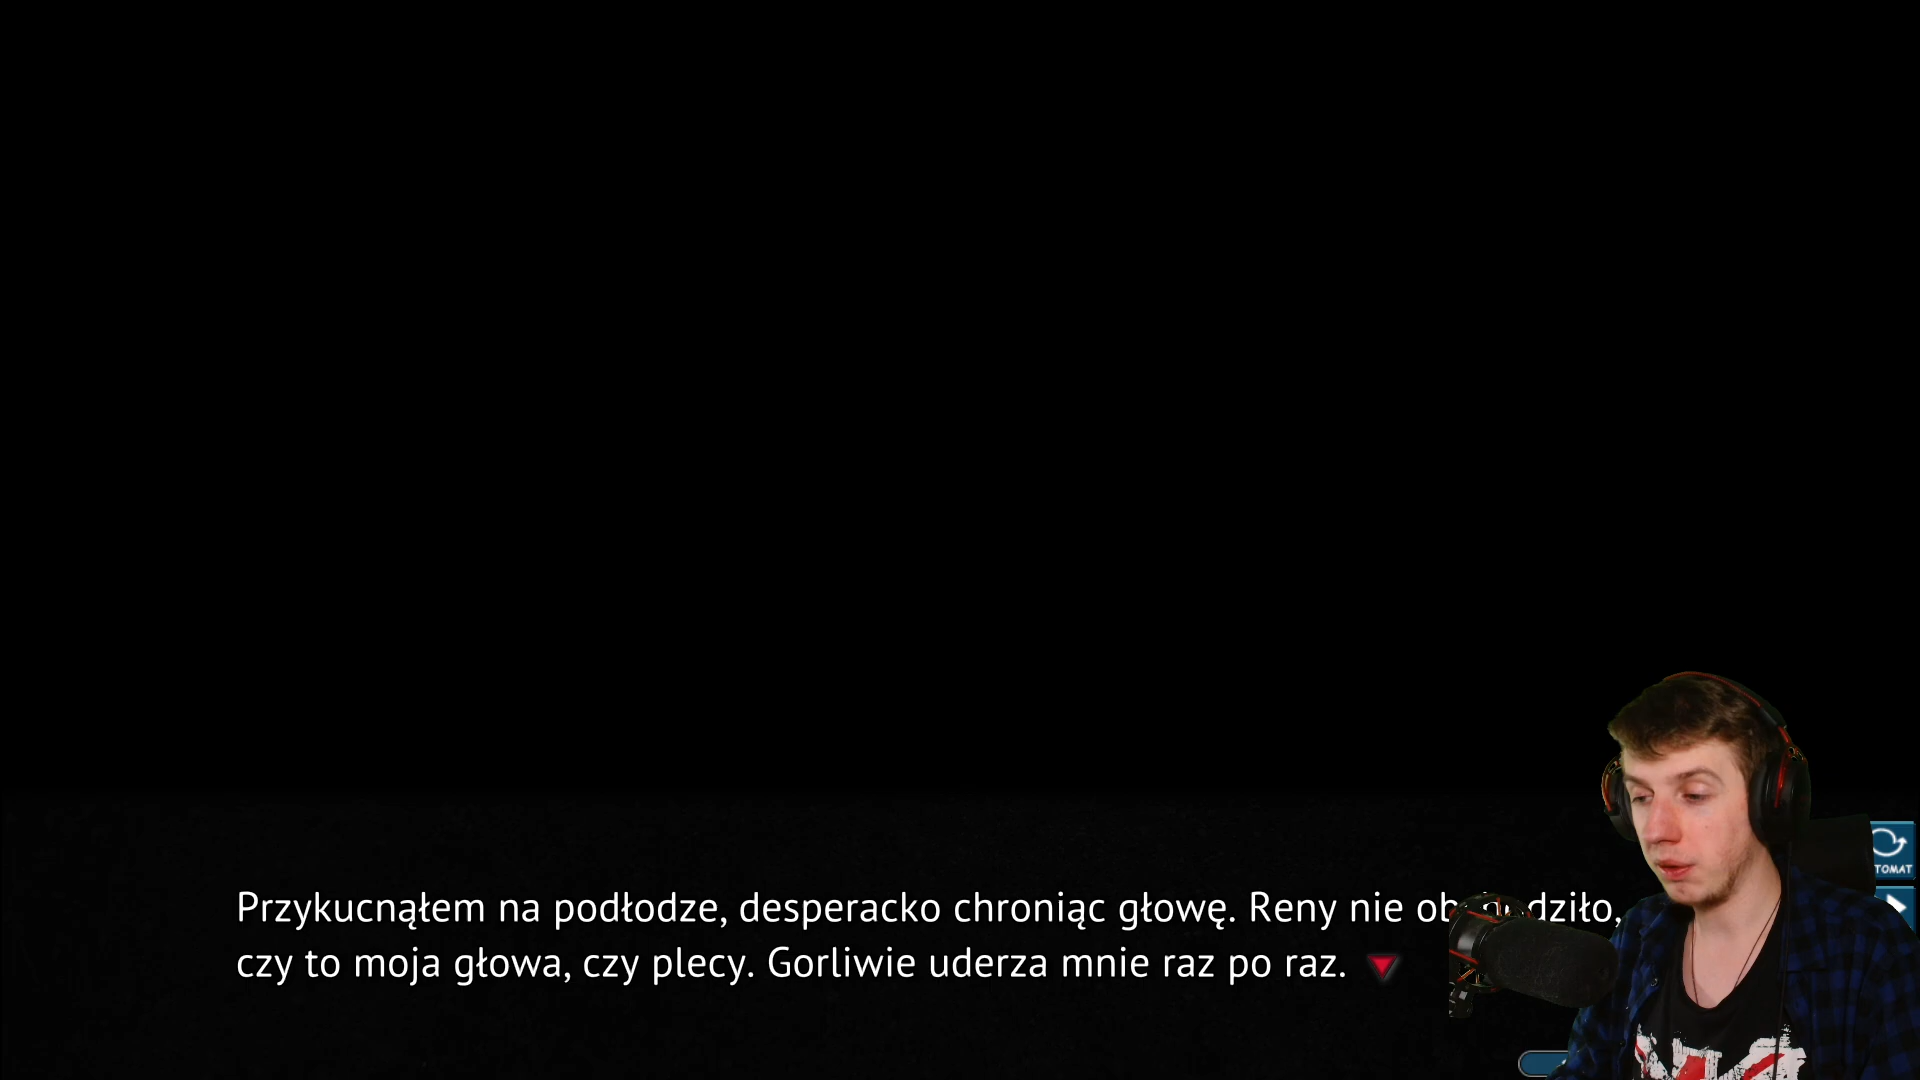 TOMAT
Przykucnąłem na podłodze, desperacko chroniąc głowę. Reny nie
czy to moja głowa, czy plecy. Gorliwie uderza mnie raz po raz.